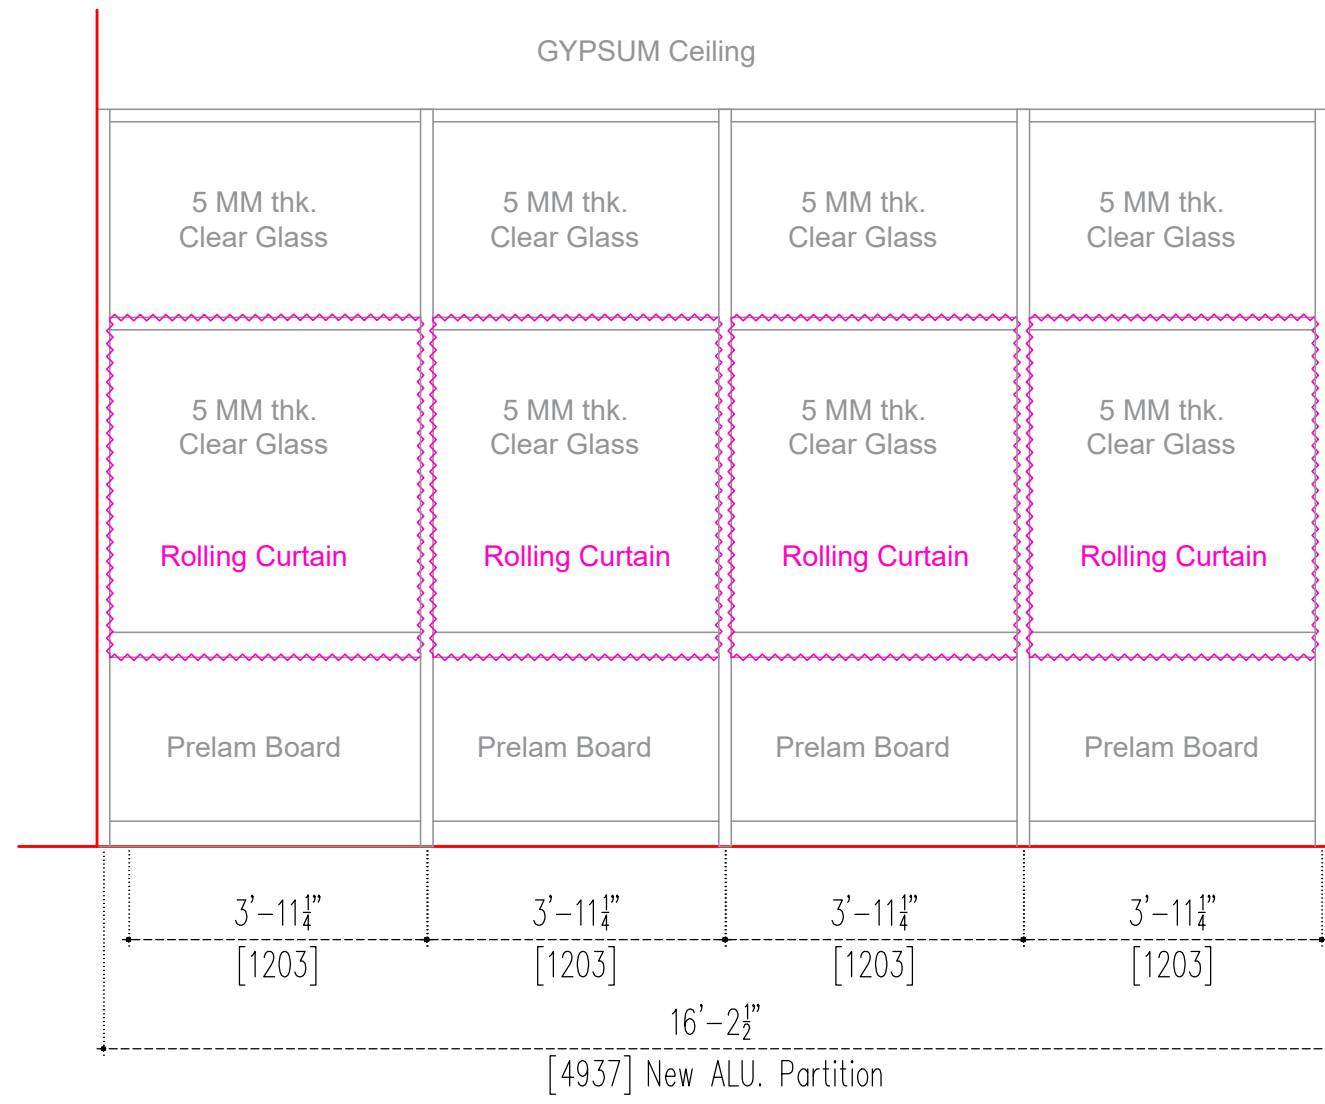 GYPSUM Ceiling
5 MM thk. 5 MM thk. 5 MM thk. 5 MM thk.
Clear Glass Clear Glass Clear Glass Clear Glass
5 MM thk. 5 MM thk. 5 MM thk. 5 MM thk.
Clear Glass Clear Glass Clear Glass Clear Glass
Rolling Curtain Rolling Curtain Rolling Curtain Rolling Curtain
Prelam Board Prelam Board Prelam Board Prelam Board
3'-11¼" 3'-11¼" 3'-11¼" 3'-11¼"
[1203] [1203] [1203] [1203]
16'-2½"
[4937] New ALU. Partition